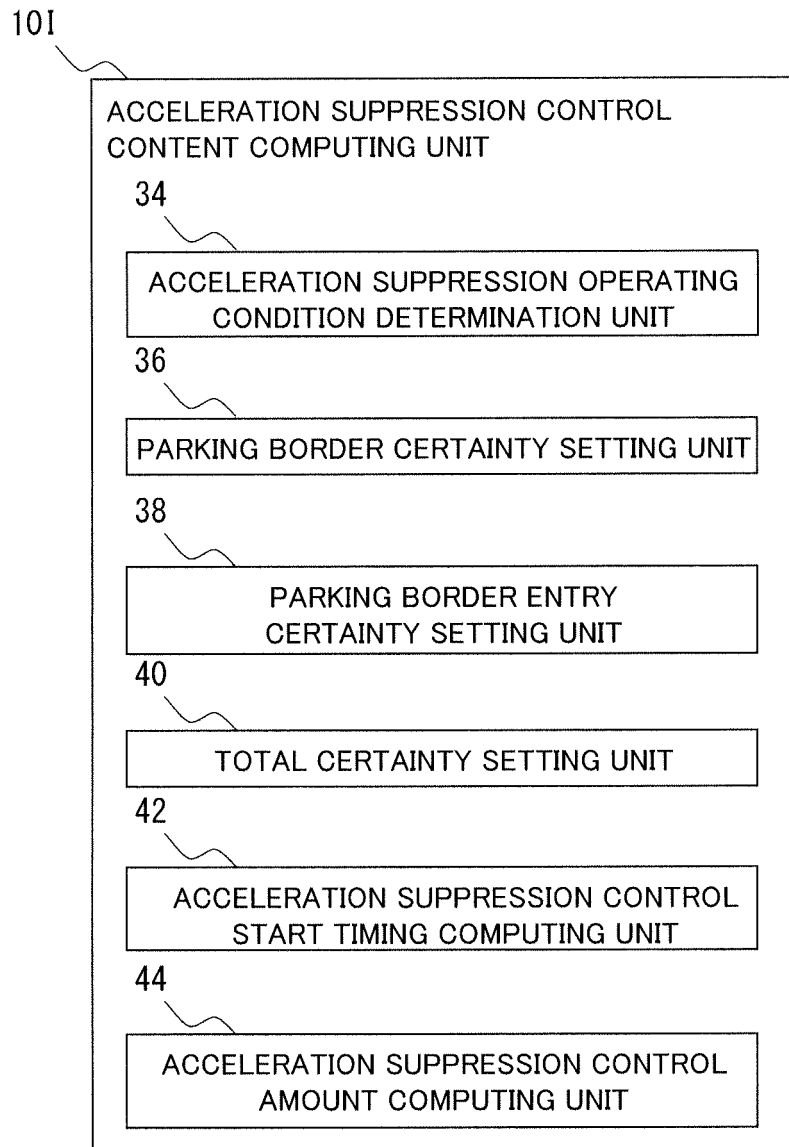 10I
ACCELERATION SUPPRESSION CONTROL
CONTENT COMPUTING UNIT
34
ACCELERATION SUPPRESSION OPERATING
CONDITION DETERMINATION UNIT
36
PARKING BORDER CERTAINTY SETTING UNIT
38
PARKING BORDER ENTRY
CERTAINTY SETTING UNIT
40
TOTAL CERTAINTY SETTING UNIT
42
ACCELERATION SUPPRESSION CONTROL
START TIMING COMPUTING UNIT
44
ACCELERATION SUPPRESSION CONTROL
AMOUNT COMPUTING UNIT